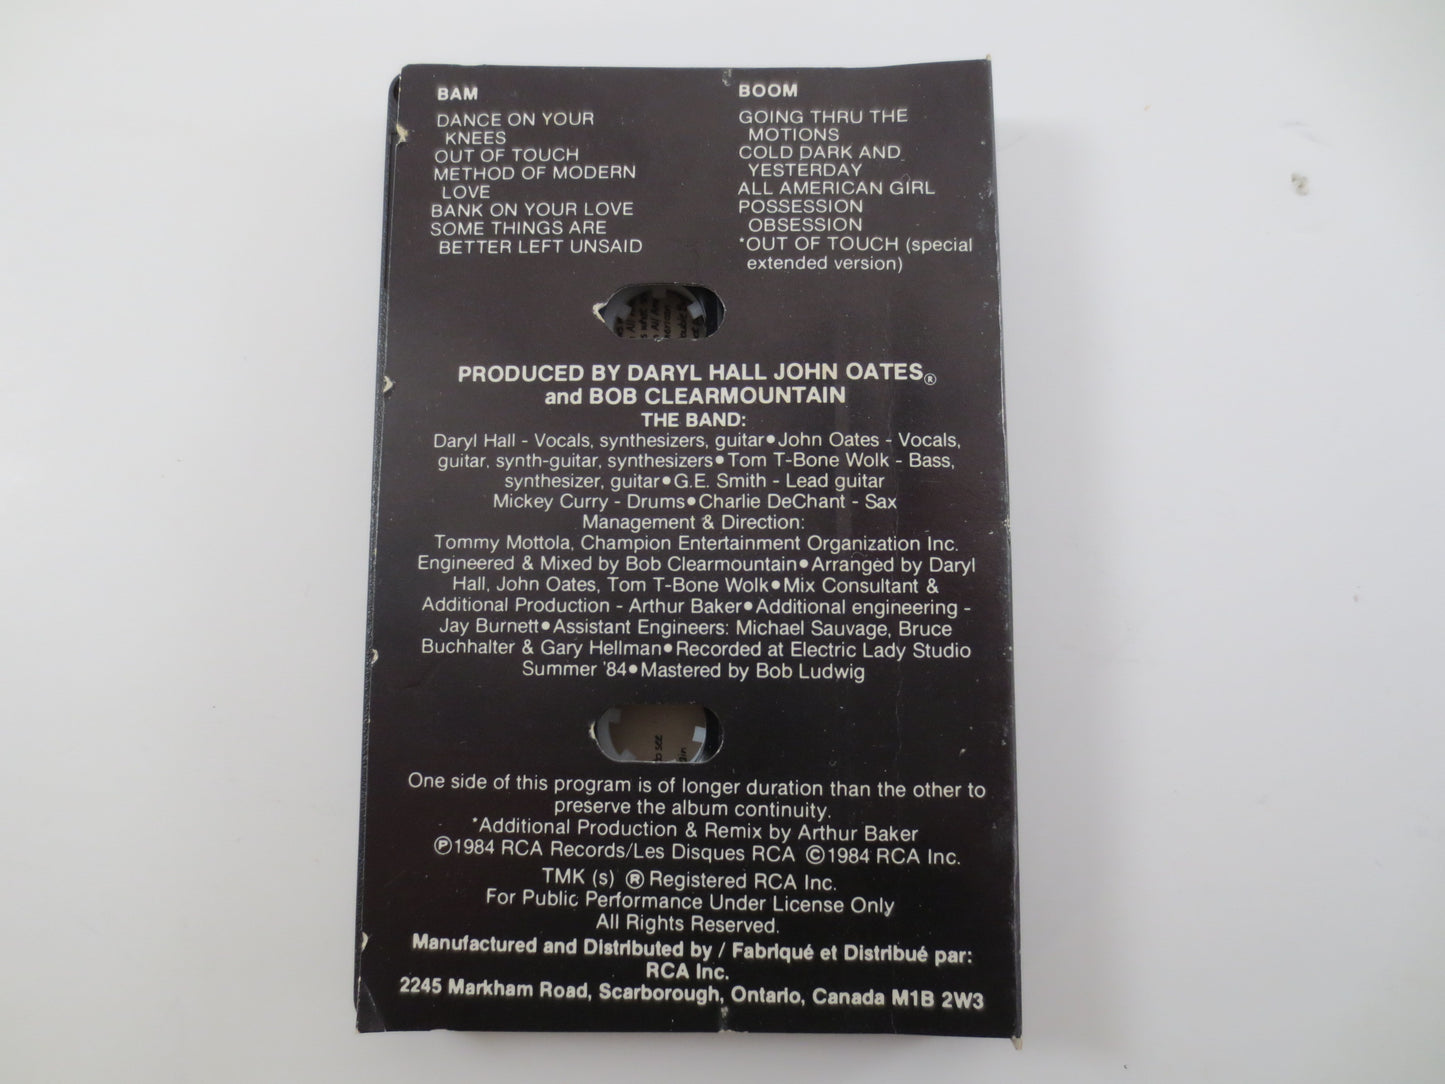 BAM
DANCE ON YOUR
KNEES
OUT OF TOUCH
METHOD OF MODERN
LOVE
BANK ON YOUR LOVE
SOME THINGS ARE
BETTER LEFT UNSAID
BOOM
GOING THRU THE
MOTIONS
COLD DARK AND
YESTERDAY
ALL AMERICAN GIRL
POSSESSION
OBSESSION
*OUT OF TOUCH (special
extended version)
PRODUCED BY DARYL HALL JOHN OATES®
and BOB CLEARMOUNTAIN
THE BAND:
Daryl Hall - Vocals, synthesizers, guitar●John Oates - Vocals,
guitar, synth-guitar, synthesizers●Tom T-Bone Wolk - Bass,
synthesizer, guitar●G.E. Smith - Lead guitar
Mickey Curry - Drums●Charlie DeChant - Sax
Management & Direction:
Tommy Mottola, Champion Entertainment Organization Inc.
Engineered & Mixed by Bob Clearmountain●Arranged by Daryl
Hall, John Oates, Tom T-Bone Wolk●Mix Consultant &
Additional Production - Arthur Baker●Additional engineering -
Jay Burnett●Assistant Engineers: Michael Sauvage, Bruce
Buchhalter & Gary Hellman●Recorded at Electric Lady Studio
Summer '84●Mastered by Bob Ludwig
One side of this program is of longer duration than the other to
preserve the album continuity.
*Additional Production & Remix by Arthur Baker
℗1984 RCA Records/Les Disques RCA ©1984 RCA Inc.
TMK (s) ® Registered RCA Inc.
For Public Performance Under License Only
All Rights Reserved.
Manufactured and Distributed by / Fabriqué et Distribué par:
RCA Inc.
2245 Markham Road, Scarborough, Ontario, Canada M1B 2W3